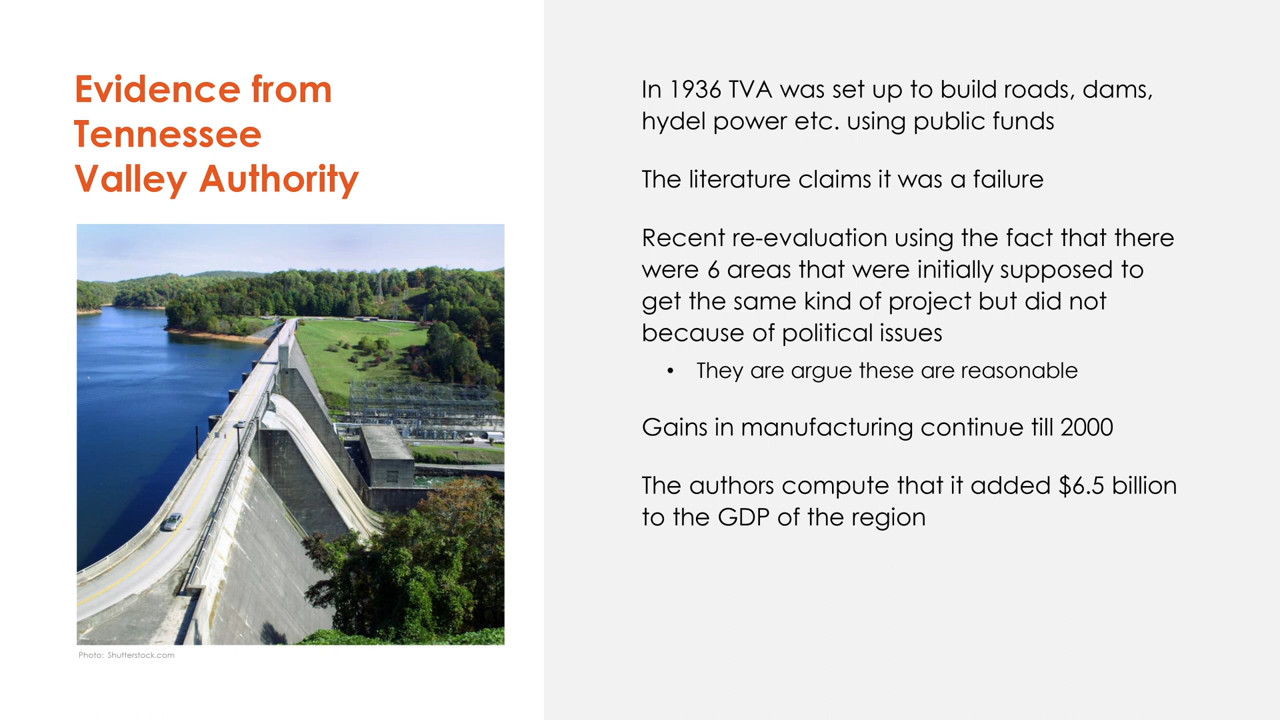 Evidence from
Tennessee
Valley Authority
Photo: Shutterstock.com
In 1936 TVA was set up to build roads, dams,
hydel power etc. using public funds
The literature claims it was a failure
Recent re-evaluation using the fact that there
were 6 areas that were initially supposed to
get the same kind of project but did not
because of political issues
• They are argue these are reasonable
Gains in manufacturing continue till 2000
The authors compute that it added $6.5 billion
to the GDP of the region